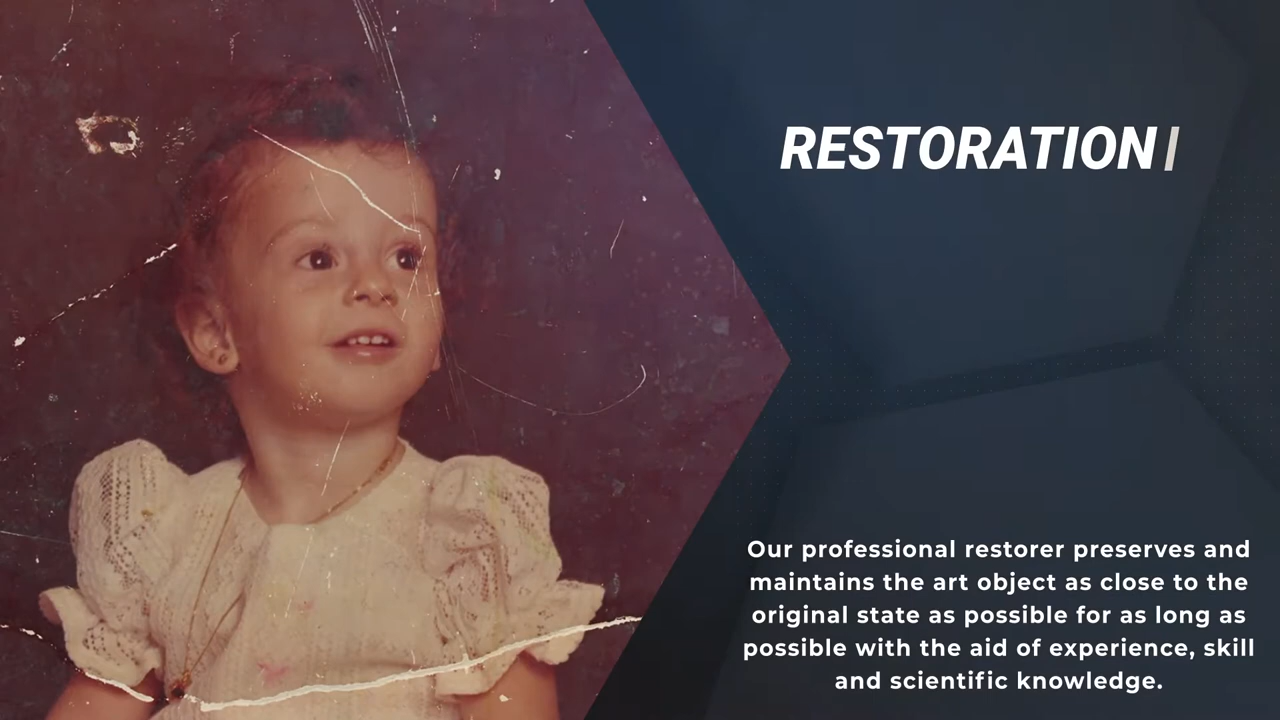 RESTORATION
Our professional restorer preserves and
maintains the art object as close to the
original state as possible for as long as
possible with the aid of experience, skill
and scientific knowledge.